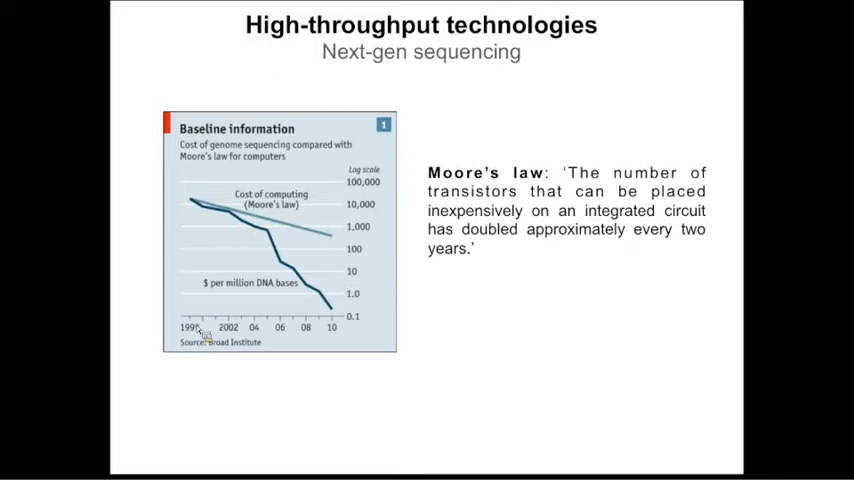 High-throughput technologies
Next-gen sequencing
Baseline information
1
Cost of genome sequencing compared with
Moore's law for computers
Log scale
100,000
Cost of computing
(Moore's law)
10,000
1,000
100
10
$ per million DNA bases
1.0
0.1
2002 04 06 08 10
Source: Broad Institute
Moore's law: 'The number of
transistors that can be placed
inexpensively on an integrated circuit
has doubled approximately every two
years.'